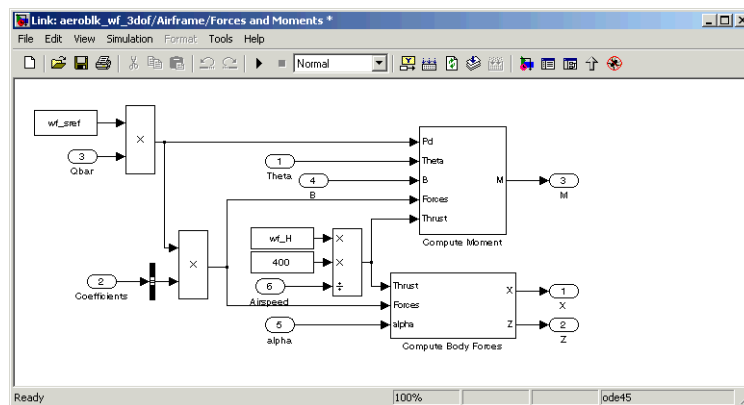 Link: aeroblk_wf_3dof/Airframe/Forces and Moments *
File Edit View Simulation Format Tools Help
Normal
wf_sref
3
Qbar
×
Pd
Theta
B
Forces
Thrust
M
Compute Moment
1
Theta
4
B
3
M
2
Coefficients
×
wf_H
400
6
Airspeed
×
×
÷
5
alpha
Thrust
Forces
alpha
X
Z
Compute Body Forces
1
X
2
Z
Ready 100% ode45